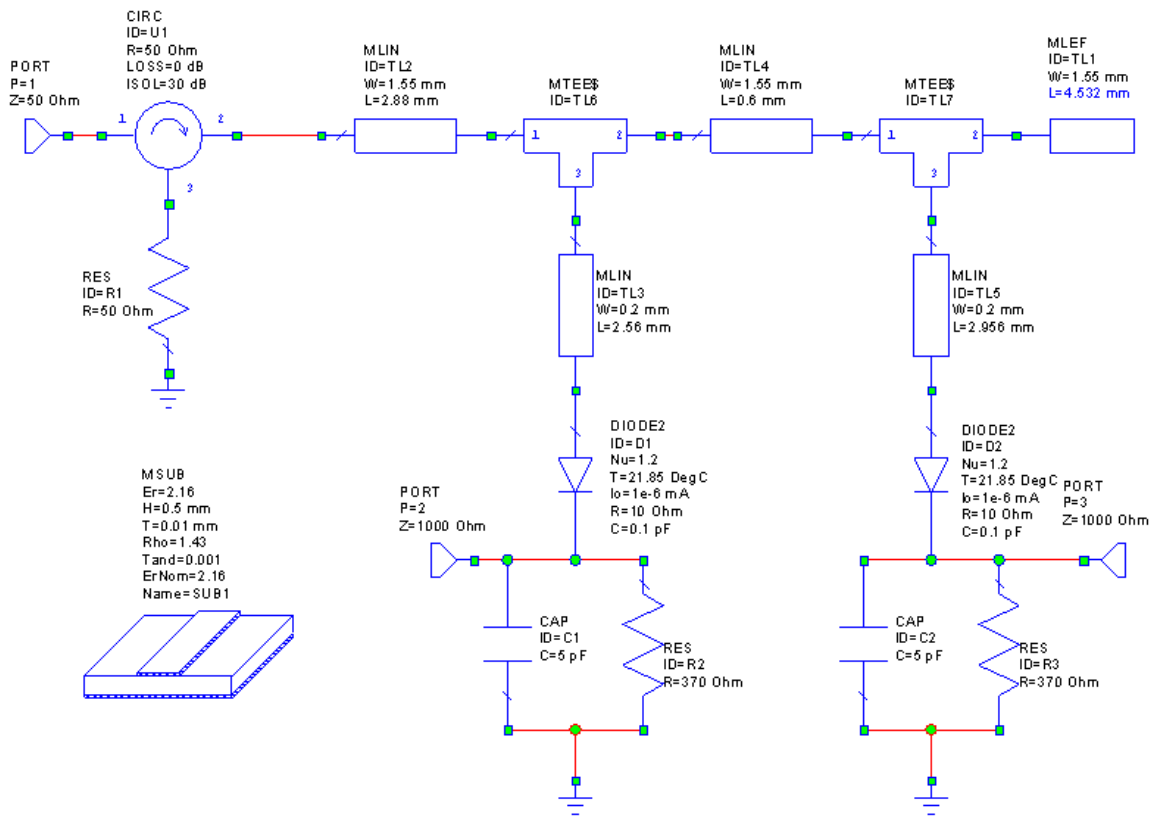 CIRC
ID=U1
R=50 Ohm
LOSS=0 dB
ISOL=30 dB
PORT
P=1
Z=50 Ohm
1
2
3
RES
ID=R1
R=50 Ohm
MLIN
ID=TL2
W=1.55 mm
L=2.88 mm
MTEE$
ID=TL6
1
2
3
MLIN
ID=TL4
W=1.55 mm
L=0.6 mm
MTEE$
ID=TL7
1
2
3
MLEF
ID=TL1
W=1.55 mm
L=4.532 mm
MLIN
ID=TL3
W=0.2 mm
L=2.56 mm
MLIN
ID=TL5
W=0.2 mm
L=2.956 mm
DIODE2
ID=D1
Nu=1.2
T=21.85 DegC
Io=1e-6 mA
R=10 Ohm
C=0.1 pF
DIODE2
ID=D2
Nu=1.2
T=21.85 DegC
Io=1e-6 mA
R=10 Ohm
C=0.1 pF
PORT
P=2
Z=1000 Ohm
PORT
P=3
Z=1000 Ohm
MSUB
Er=2.16
H=0.5 mm
T=0.01 mm
Rho=1.43
Tand=0.001
ErNom=2.16
Name=SUB1
CAP
ID=C1
C=5 pF
RES
ID=R2
R=370 Ohm
CAP
ID=C2
C=5 pF
RES
ID=R3
R=370 Ohm